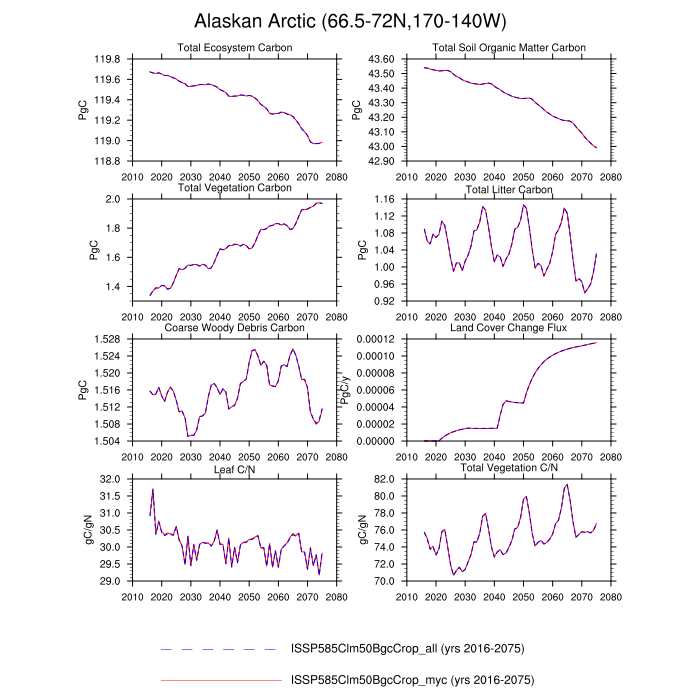 Alaskan Arctic (66.5-72N,170-140W)
Total Ecosystem Carbon
Total Soil Organic Matter Carbon
119.8
119.6
119.4
119.2
119.0
118.8
PgC
2010 2020 2030 2040 2050 2060 2070 2080
43.60
43.50
43.40
43.30
43.20
43.10
43.00
42.90
PgC
2010 2020 2030 2040 2050 2060 2070 2080
Total Vegetation Carbon
Total Litter Carbon
2.0
1.8
1.6
1.4
PgC
2010 2020 2030 2040 2050 2060 2070 2080
1.16
1.12
1.08
1.04
1.00
0.96
0.92
PgC
2010 2020 2030 2040 2050 2060 2070 2080
Coarse Woody Debris Carbon
Land Cover Change Flux
1.528
1.524
1.520
1.516
1.512
1.508
1.504
PgC
2010 2020 2030 2040 2050 2060 2070 2080
0.00012
0.00010
0.00008
0.00006
0.00004
0.00002
0.00000
PgC/y
2010 2020 2030 2040 2050 2060 2070 2080
Leaf C/N
Total Vegetation C/N
32.0
31.5
31.0
30.5
30.0
29.5
29.0
gC/gN
2010 2020 2030 2040 2050 2060 2070 2080
82.0
80.0
78.0
76.0
74.0
72.0
70.0
gC/gN
2010 2020 2030 2040 2050 2060 2070 2080
ISSP585Clm50BgcCrop_all (yrs 2016-2075)
ISSP585Clm50BgcCrop_myc (yrs 2016-2075)